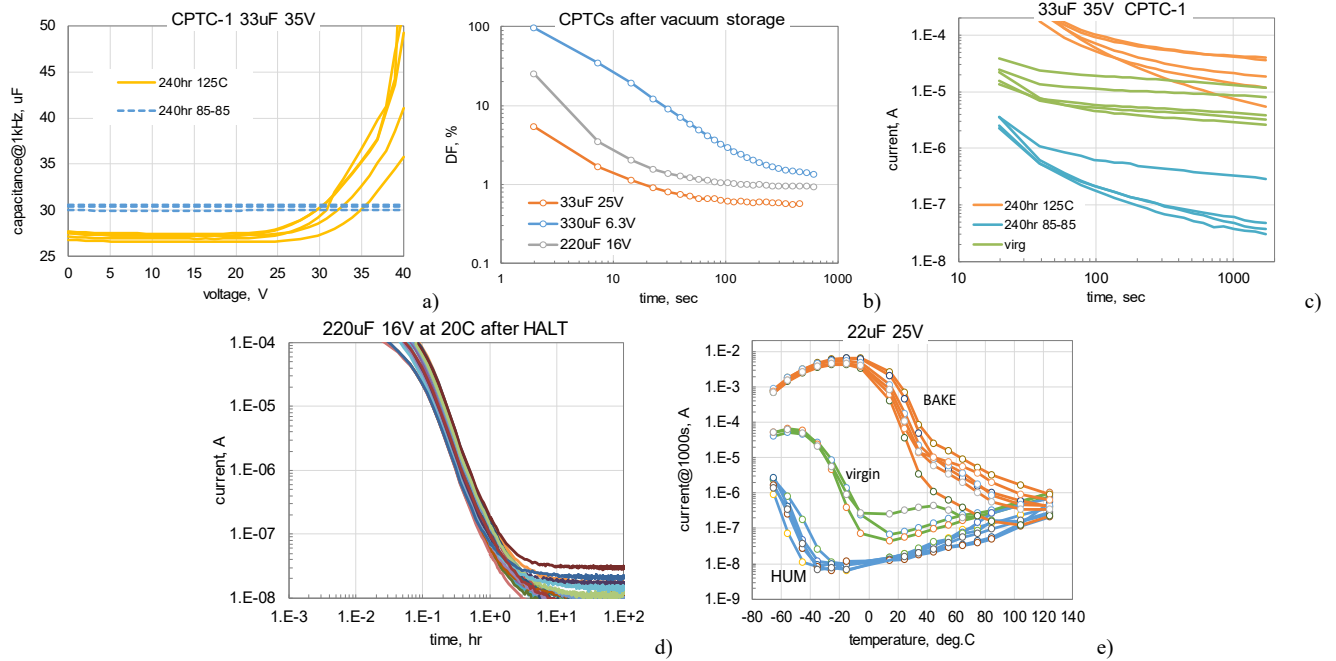 CPTC-1 33uF 35V
50
45
40
35
30
25
capacitance@1kHz, uF
240hr 125C
240hr 85-85
0 5 10 15 20 25 30 35 40
voltage, V
a)
CPTCs after vacuum storage
100
10
1
0.1
DF, %
33uF 25V
330uF 6.3V
220uF 16V
1 10 100 1000
time, sec
b)
33uF 35V CPTC-1
1.E-4
1.E-5
1.E-6
1.E-7
1.E-8
current, A
240hr 125C
240hr 85-85
virg
10 100 1000
time, sec
c)
220uF 16V at 20C after HALT
1.E-04
1.E-05
1.E-06
1.E-07
1.E-08
current, A
1.E-3 1.E-2 1.E-1 1.E+0 1.E+1 1.E+2
time, hr
d)
22uF 25V
1.E-2
1.E-3
1.E-4
1.E-5
1.E-6
1.E-7
1.E-8
1.E-9
current@1000s, A
BAKE
virgin
HUM
-80 -60 -40 -20 0 20 40 60 80 100 120 140
temperature, deg.C
e)